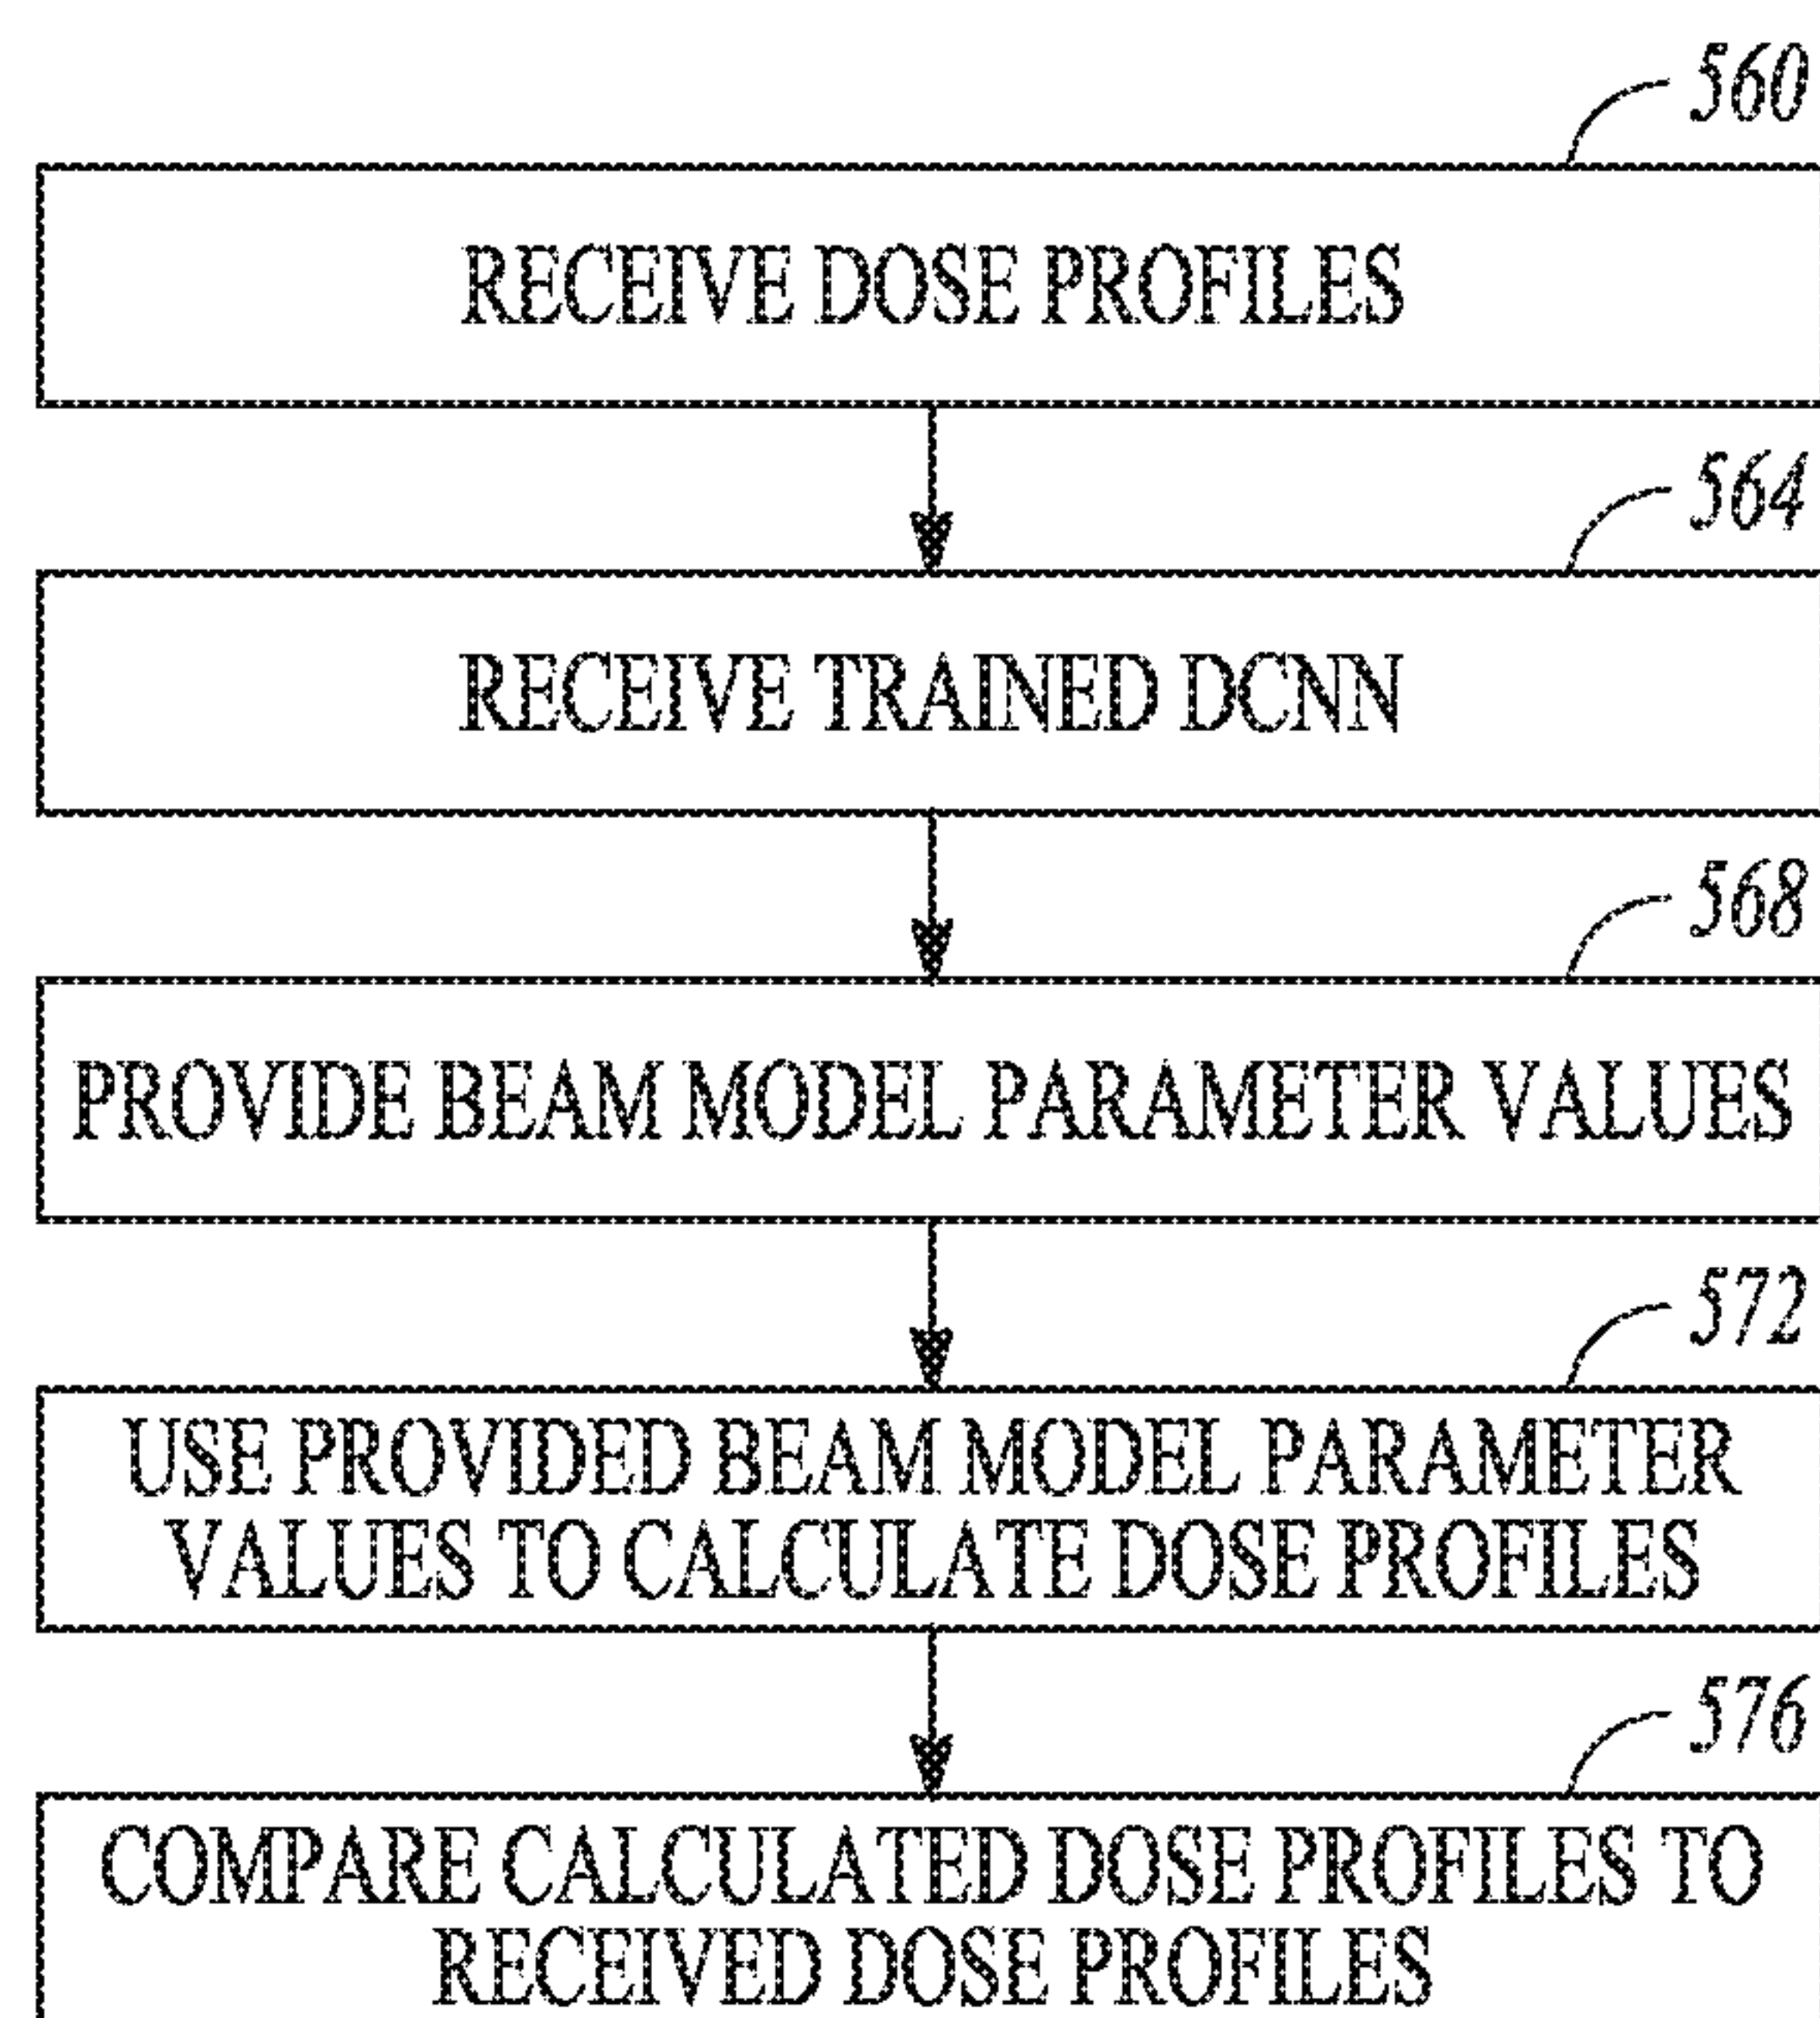 560
RECEIVE DOSE PROFILES
564
RECEIVE TRAINED DCNN
568
PROVIDE BEAM MODEL PARAMETER VALUES
572
USE PROVIDED BEAM MODEL PARAMETER
VALUES TO CALCULATE DOSE PROFILES
576
COMPARE CALCULATED DOSE PROFILES TO
RECEIVED DOSE PROFILES